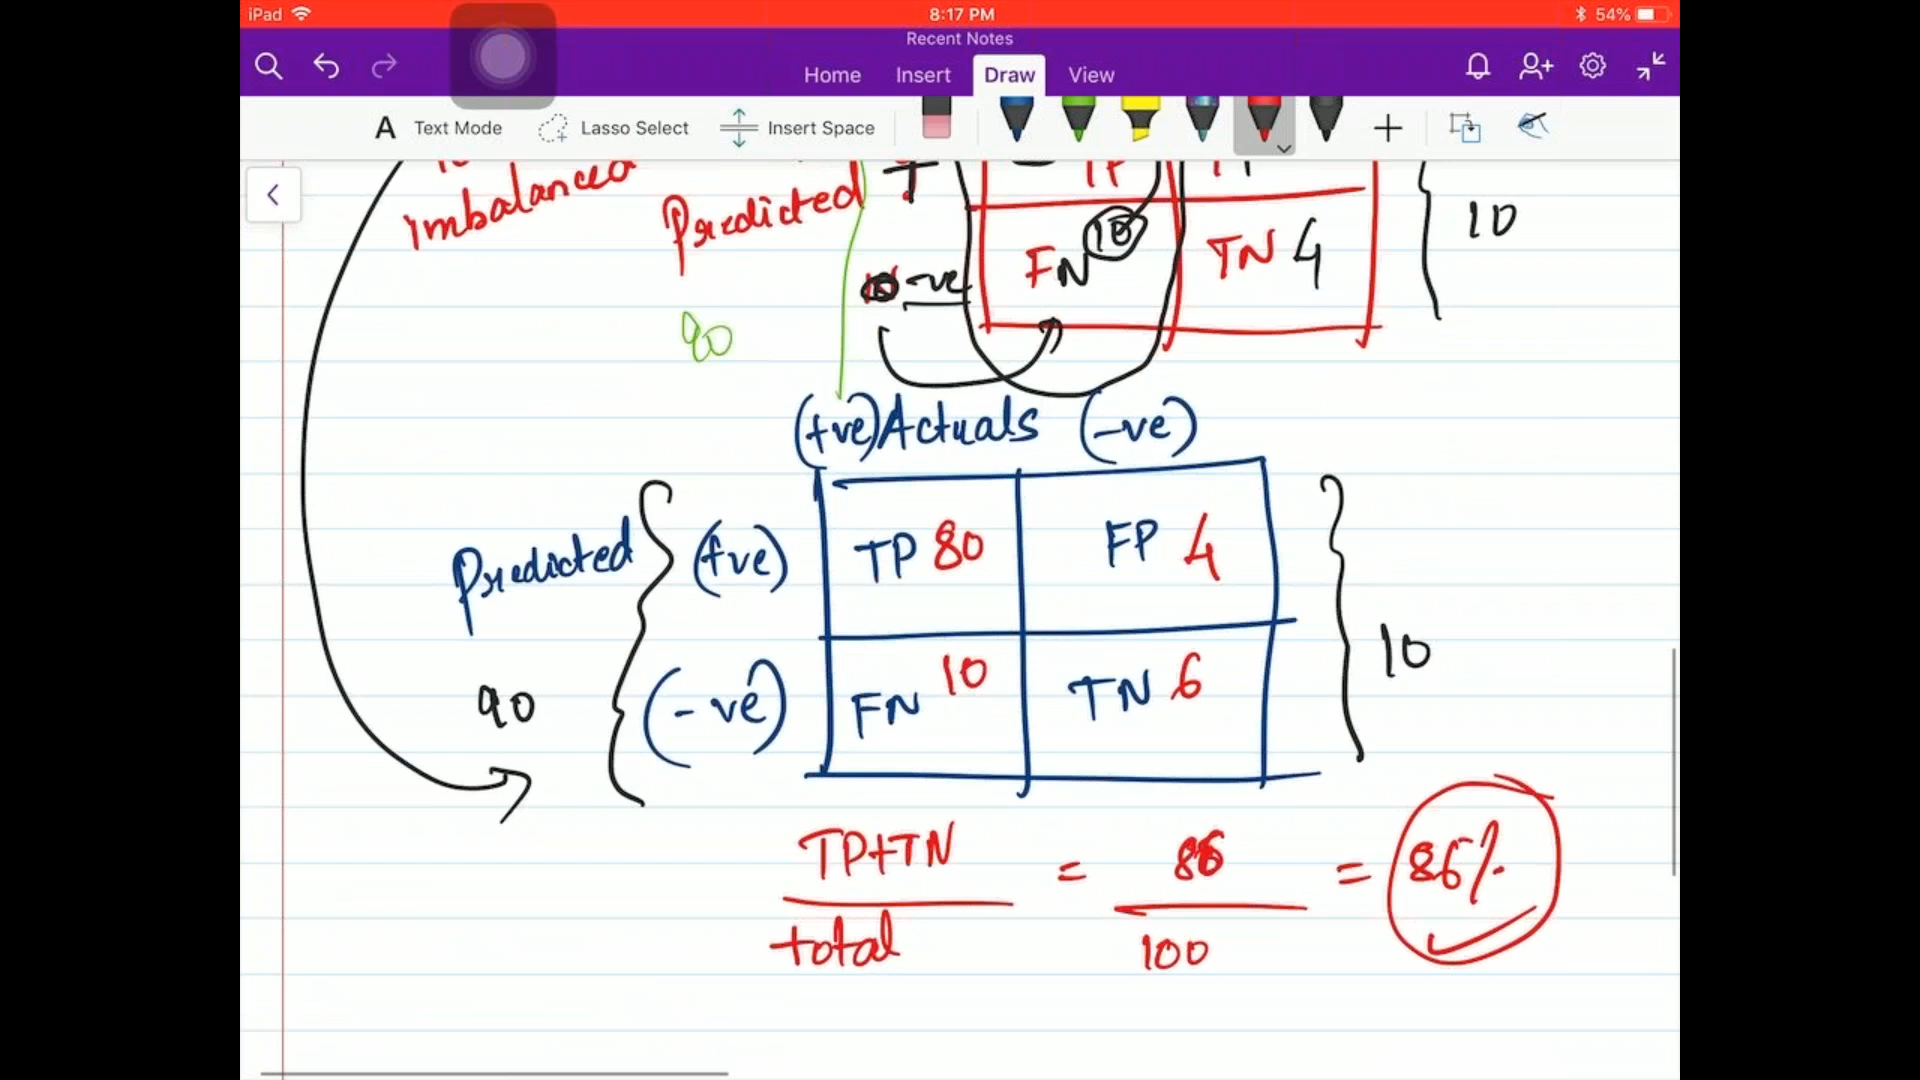 iPad 8:17 PM 54%
Recent Notes
Home Insert Draw View
A Text Mode Lasso Select Insert Space
imbalanced
Predicted
FN 10 TN 4
10
-ve
90
(+ve) Actuals (-ve)
Predicted (+ve) TP 80 FP 4
10
90 (-ve) FN 10 TN 6
TP+TN = 86 = 86%
total 100